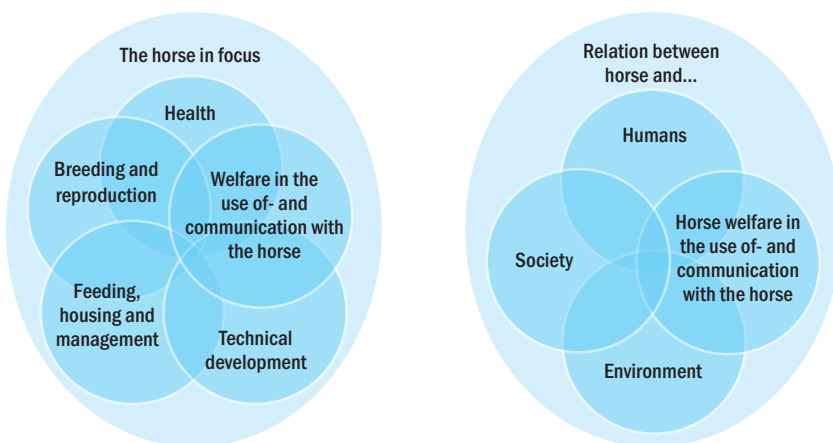 The horse in focus
Health
Breeding and
reproduction
Welfare in the
use of- and
communication with
the horse
Feeding,
housing and
management
Technical
development
Relation between
horse and...
Humans
Society
Horse welfare in
the use of- and
communication
with the horse
Environment